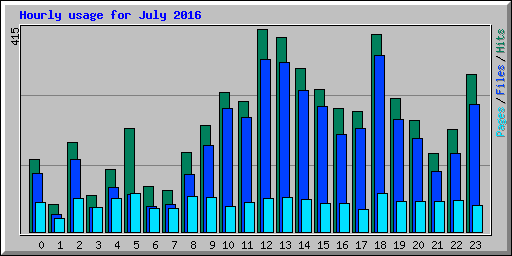 Hourly usage for July 2016
415
Pages/Files/Hits
0 1 2 3 4 5 6 7 8 9 10 11 12 13 14 15 16 17 18 19 20 21 22 23